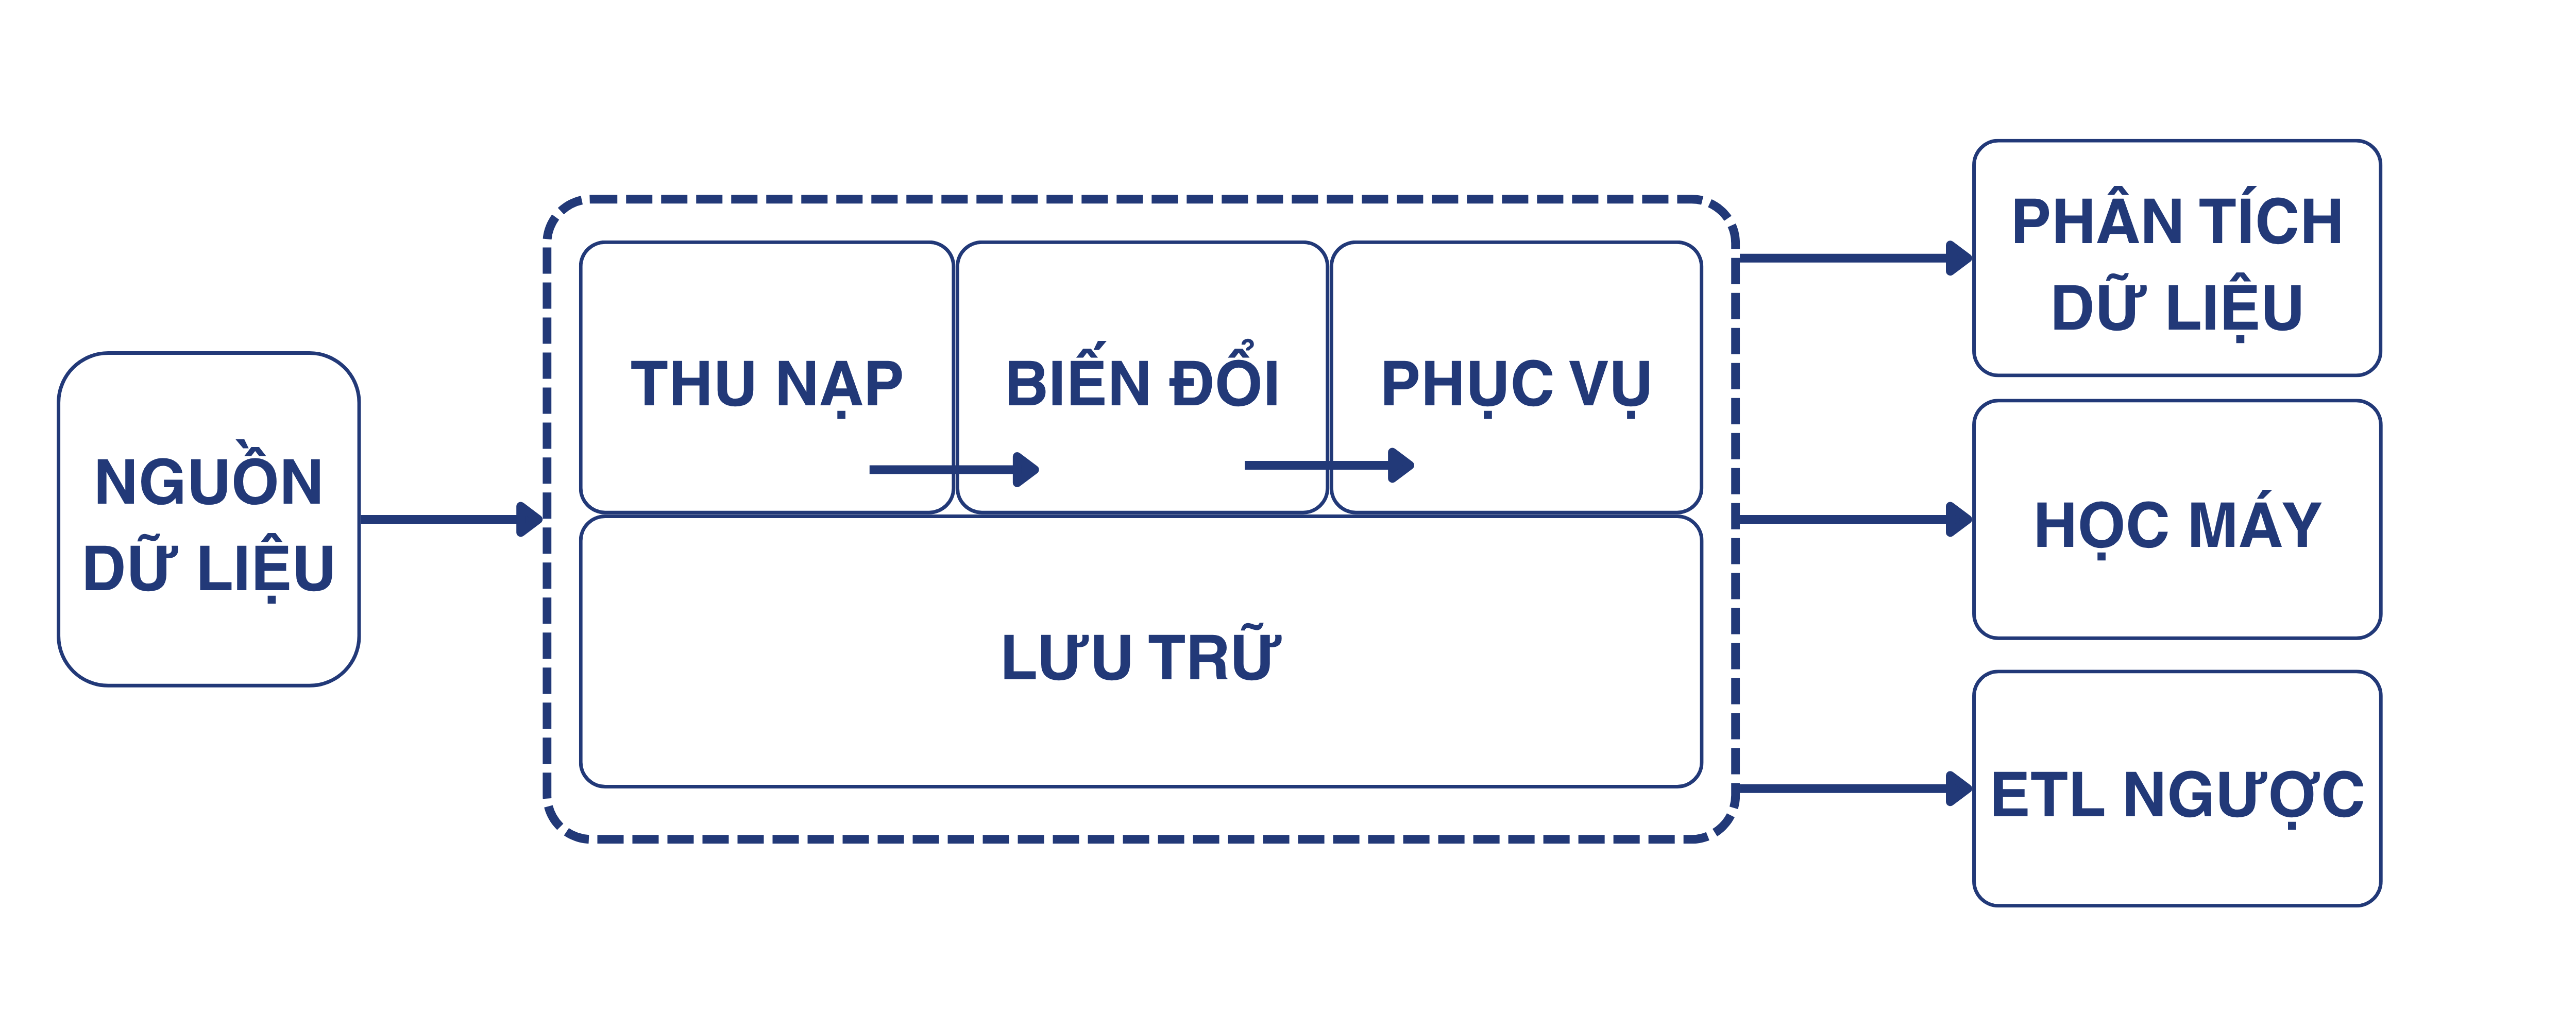 NGUỒN
DỮ LIỆU
THU NẠP
BIẾN ĐỔI
PHỤC VỤ
LƯU TRỮ
PHÂN TÍCH
DỮ LIỆU
HỌC MÁY
ETL NGƯỢC